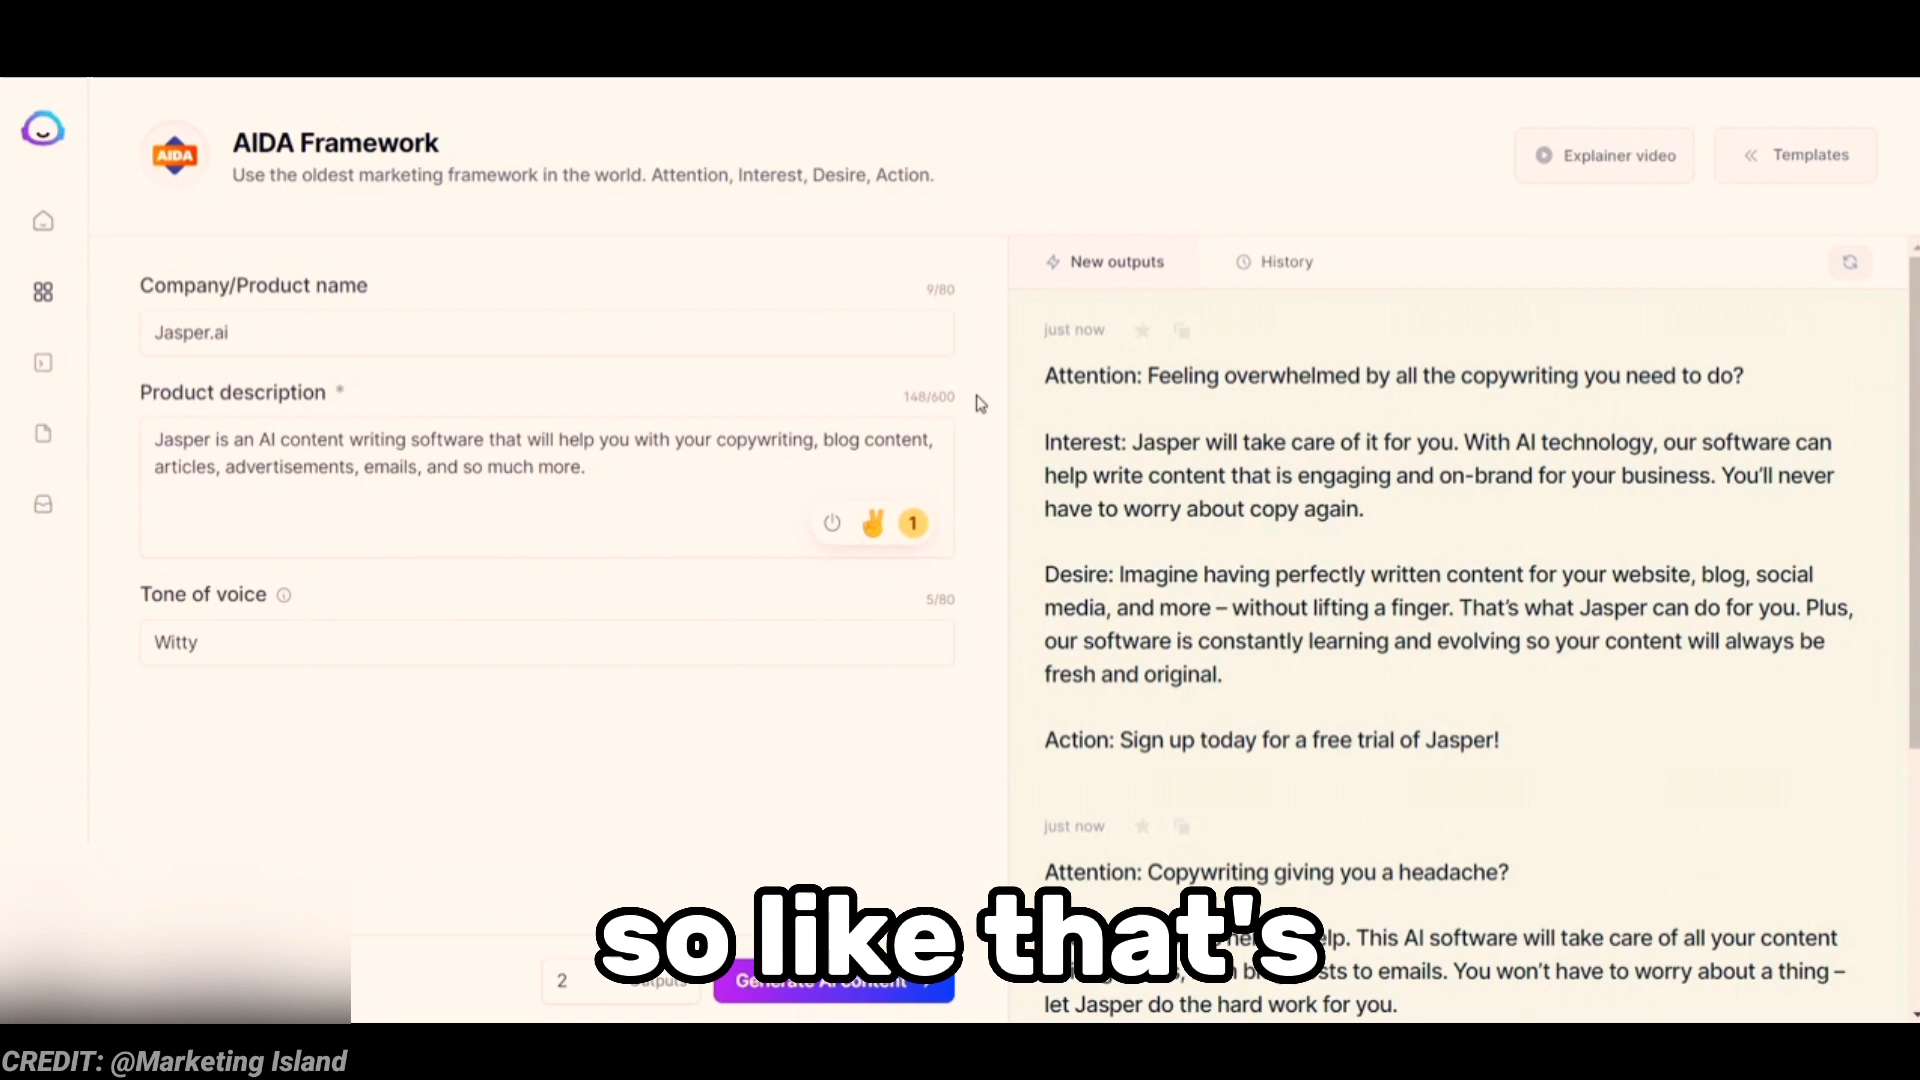 AIDA
AIDA Framework
Use the oldest marketing framework in the world. Attention, Interest, Desire, Action.
Explainer video
Templates
Company/Product name
9/80
Jasper.ai
Product description *
148/600
Jasper is an AI content writing software that will help you with your copywriting, blog content,
articles, advertisements, emails, and so much more.
1
Tone of voice
5/80
Witty
2
New outputs
History
just now
Attention: Feeling overwhelmed by all the copywriting you need to do?
Interest: Jasper will take care of it for you. With AI technology, our software can
help write content that is engaging and on-brand for your business. You'll never
have to worry about copy again.
Desire: Imagine having perfectly written content for your website, blog, social
media, and more – without lifting a finger. That's what Jasper can do for you. Plus,
our software is constantly learning and evolving so your content will always be
fresh and original.
Action: Sign up today for a free trial of Jasper!
just now
Attention: Copywriting giving you a headache?
This AI software will take care of all your content
to emails. You won't have to worry about a thing –
let Jasper do the hard work for you.
so like that's
CREDIT: @Marketing Island